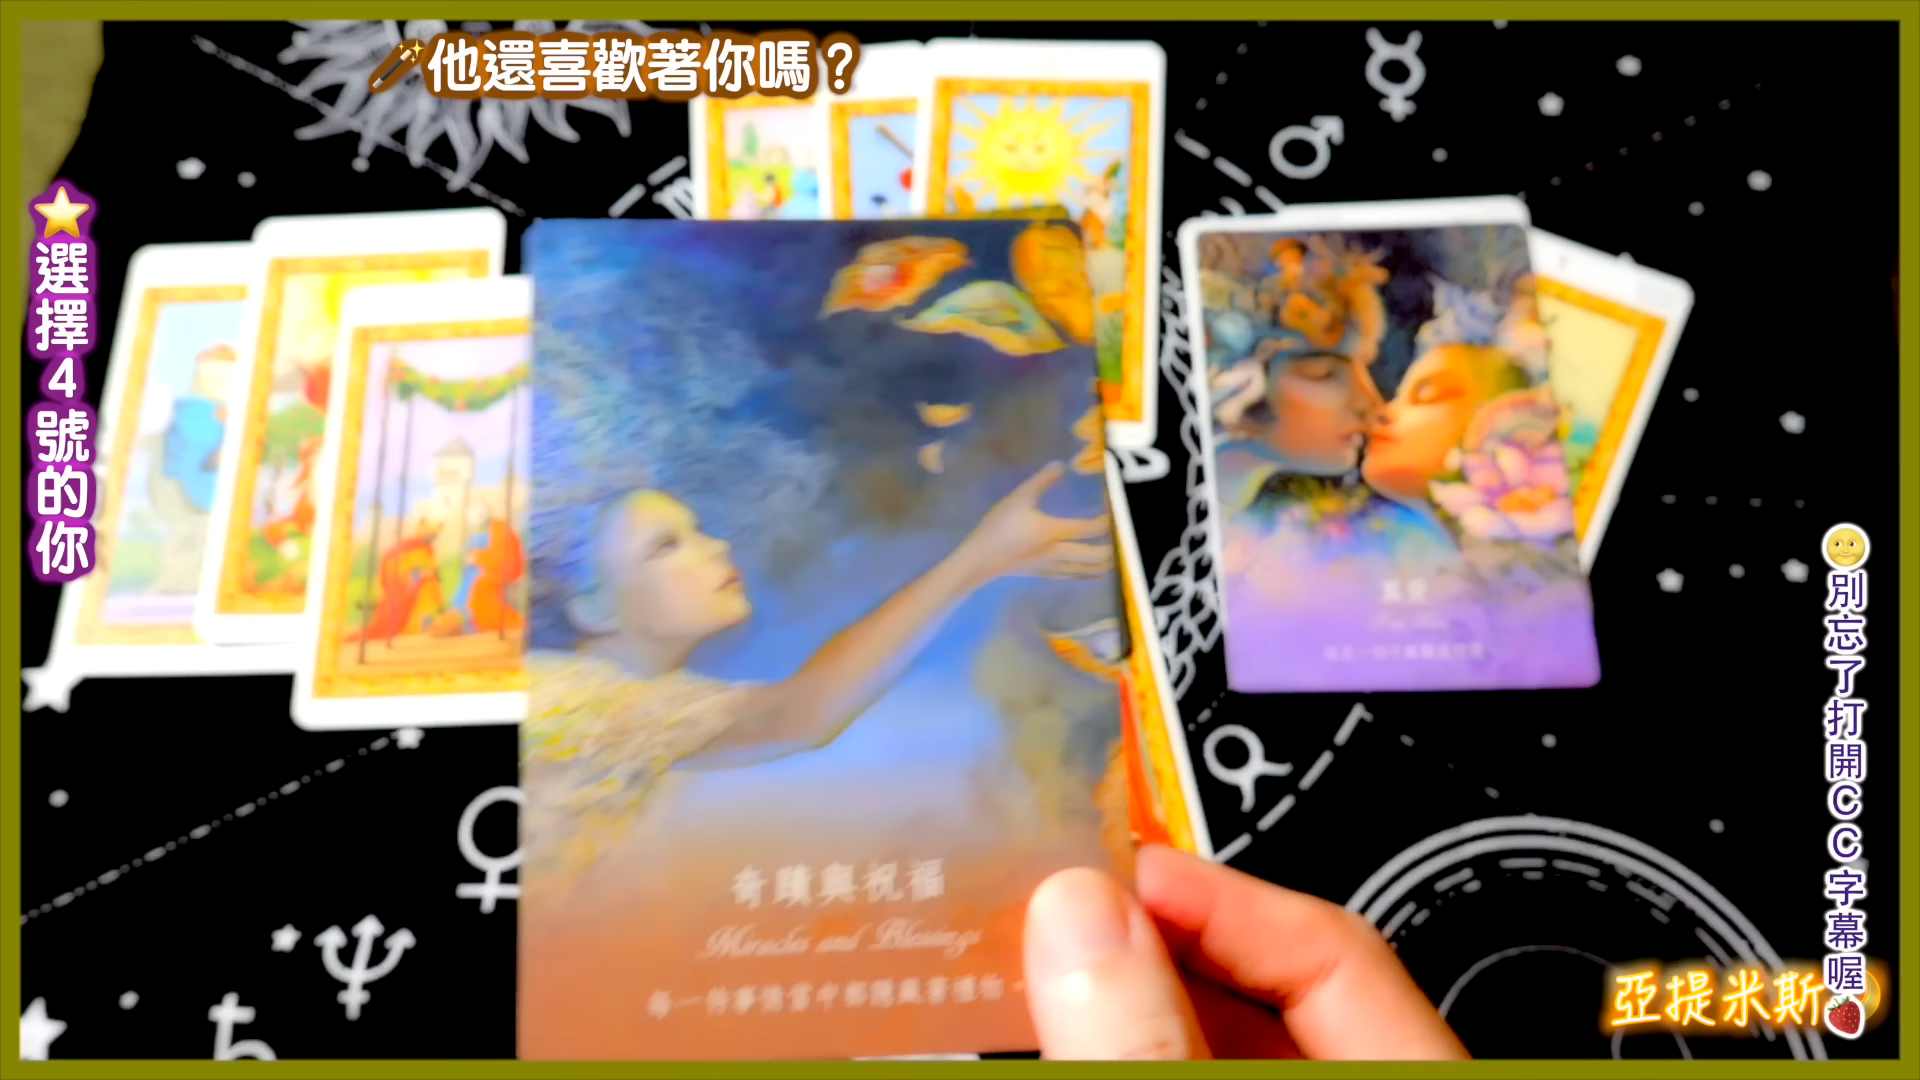 他還喜歡著你嗎？
選擇4號的你
奇蹟與祝福
Miracles and Blessings
每一件事情當中都隱藏著禮物
別忘了打開CC字幕喔
亞提米斯